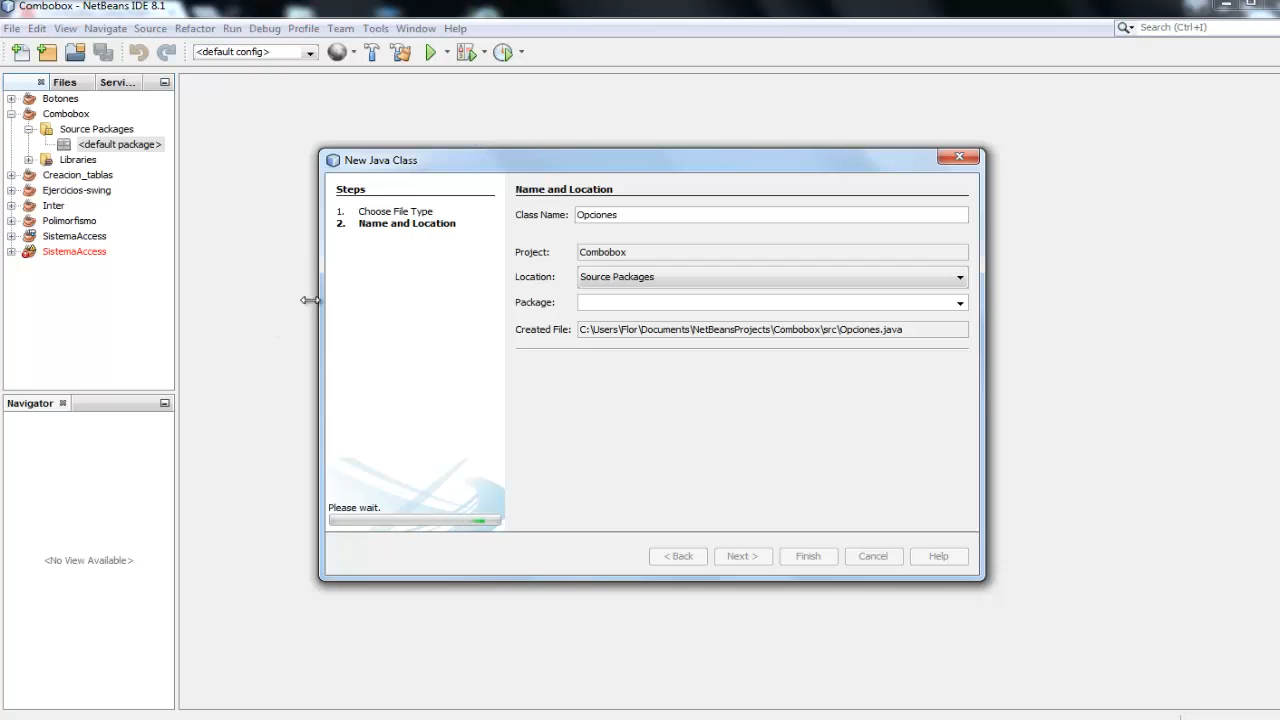 Combobox - NetBeans IDE 8.1
File Edit View Navigate Source Refactor Run Debug Profile Team Tools Window Help
Search (Ctrl+I)
<default config>
Files Servi...
Botones
Combobox
Source Packages
<default package>
Libraries
Creacion_tablas
Ejercicios-swing
Inter
Polimorfismo
SistemaAccess
SistemaAccess
Navigator
<No View Available>
New Java Class
Steps
1. Choose File Type
2. Name and Location
Please wait.
Name and Location
Class Name: Opciones
Project: Combobox
Location: Source Packages
Package:
Created File: C:\Users\Flor\Documents\NetBeansProjects\Combobox\src\Opciones.java
< Back Next > Finish Cancel Help